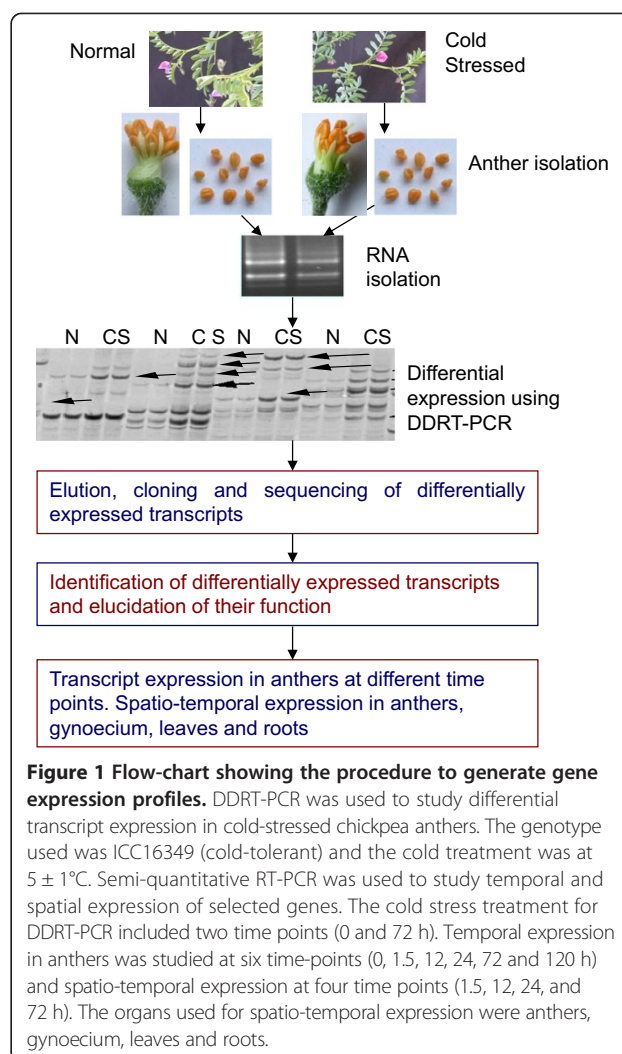 Normal
Cold
Stressed
Anther isolation
RNA
isolation
N CS N C S N CS N CS
Differential
expression using
DDRT-PCR
Elution, cloning and sequencing of differentially
expressed transcripts
Identification of differentially expressed transcripts
and elucidation of their function
Transcript expression in anthers at different time
points. Spatio-temporal expression in anthers,
gynoecium, leaves and roots
Figure 1 Flow-chart showing the procedure to generate gene
expression profiles. DDRT-PCR was used to study differential
transcript expression in cold-stressed chickpea anthers. The genotype
used was ICC16349 (cold-tolerant) and the cold treatment was at
5 ± 1°C. Semi-quantitative RT-PCR was used to study temporal and
spatial expression of selected genes. The cold stress treatment for
DDRT-PCR included two time points (0 and 72 h). Temporal expression
in anthers was studied at six time-points (0, 1.5, 12, 24, 72 and 120 h)
and spatio-temporal expression at four time points (1.5, 12, 24, and
72 h). The organs used for spatio-temporal expression were anthers,
gynoecium, leaves and roots.